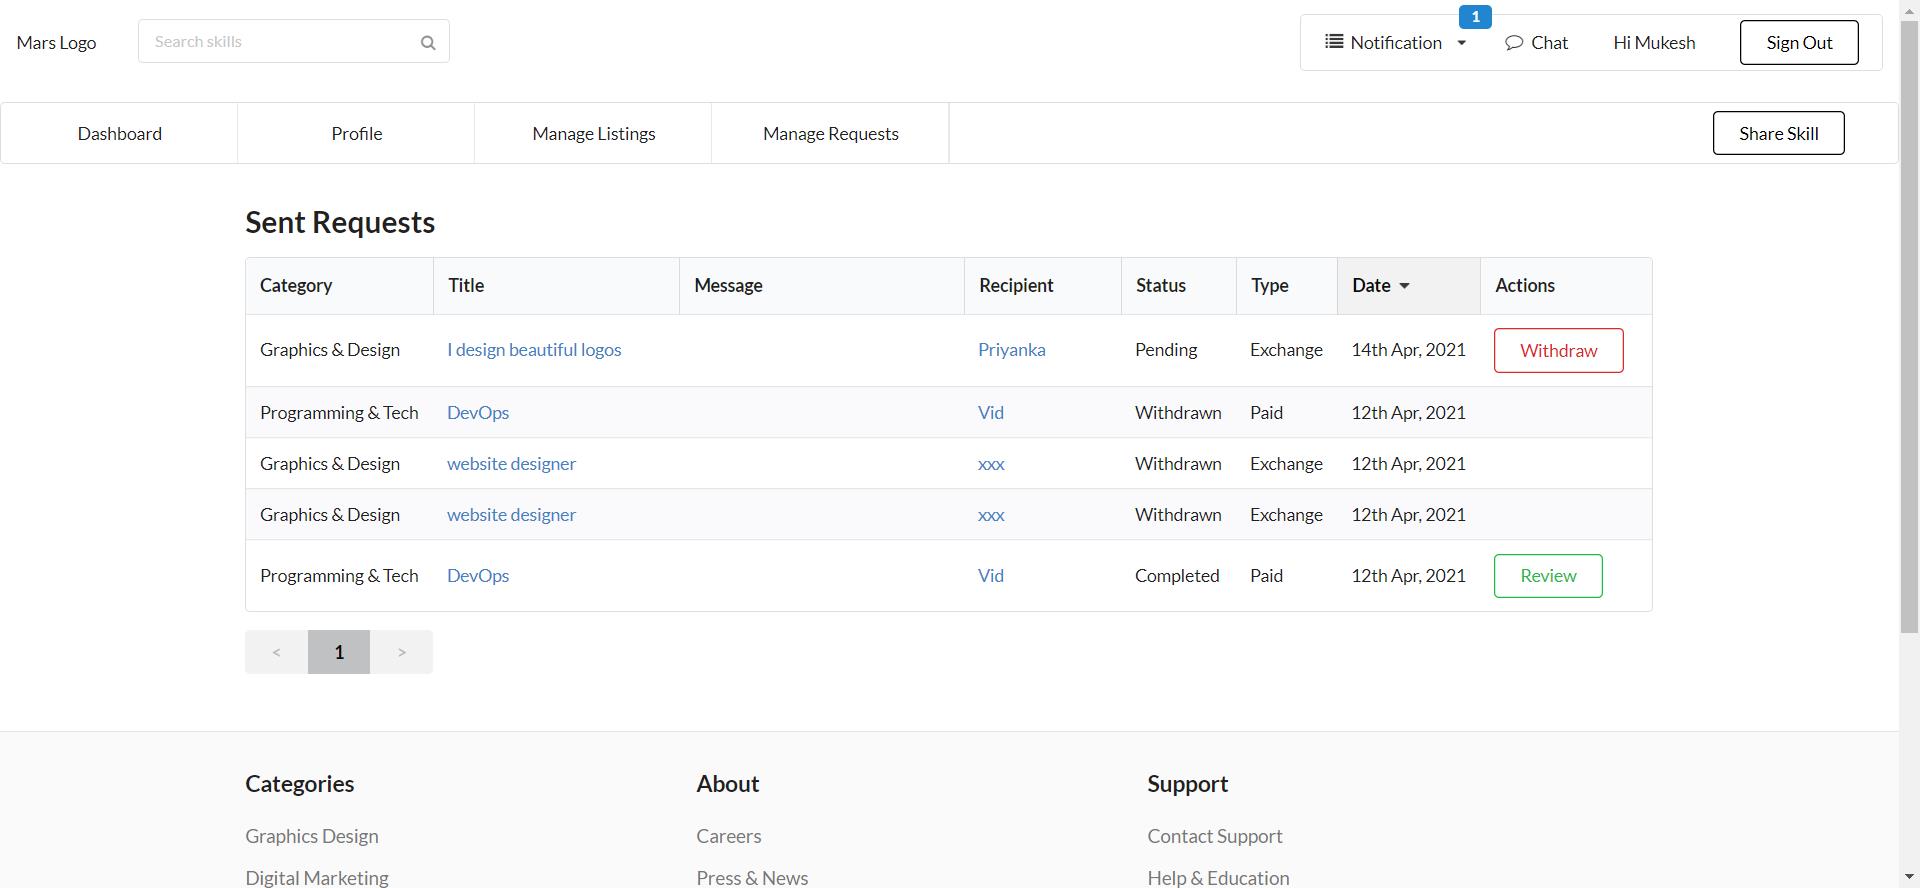 Mars Logo
Search skills
1
Notification
Chat
Hi Mukesh
Sign Out
Dashboard Profile Manage Listings Manage Requests Share Skill
Sent Requests
Category Title Message Recipient Status Type Date Actions
Graphics & Design I design beautiful logos Priyanka Pending Exchange 14th Apr, 2021 Withdraw
Programming & Tech DevOps Vid Withdrawn Paid 12th Apr, 2021
Graphics & Design website designer xxx Withdrawn Exchange 12th Apr, 2021
Graphics & Design website designer xxx Withdrawn Exchange 12th Apr, 2021
Programming & Tech DevOps Vid Completed Paid 12th Apr, 2021 Review
< 1 >
Categories About Support
Graphics Design Careers Contact Support
Digital Marketing Press & News Help & Education